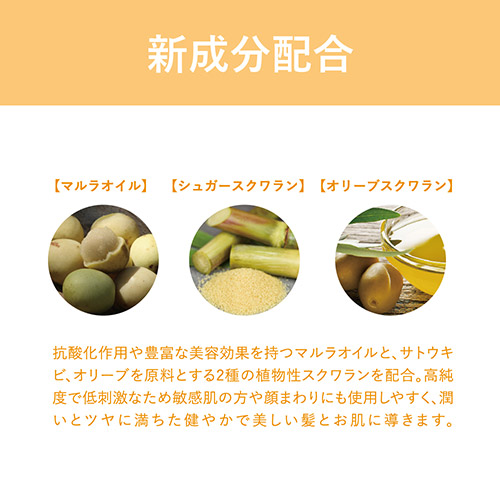 新成分配合
【マルラオイル】 【シュガースクワラン】 【オリーブスクワラン】
抗酸化作用や豊富な美容効果を持つマルラオイルと、サトウキ
ビ、オリーブを原料とする2種の植物性スクワランを配合。高純
度で低刺激なため敏感肌の方や顔まわりにも使用しやすく、潤
いとツヤに満ちた健やかで美しい髪とお肌に導きます。